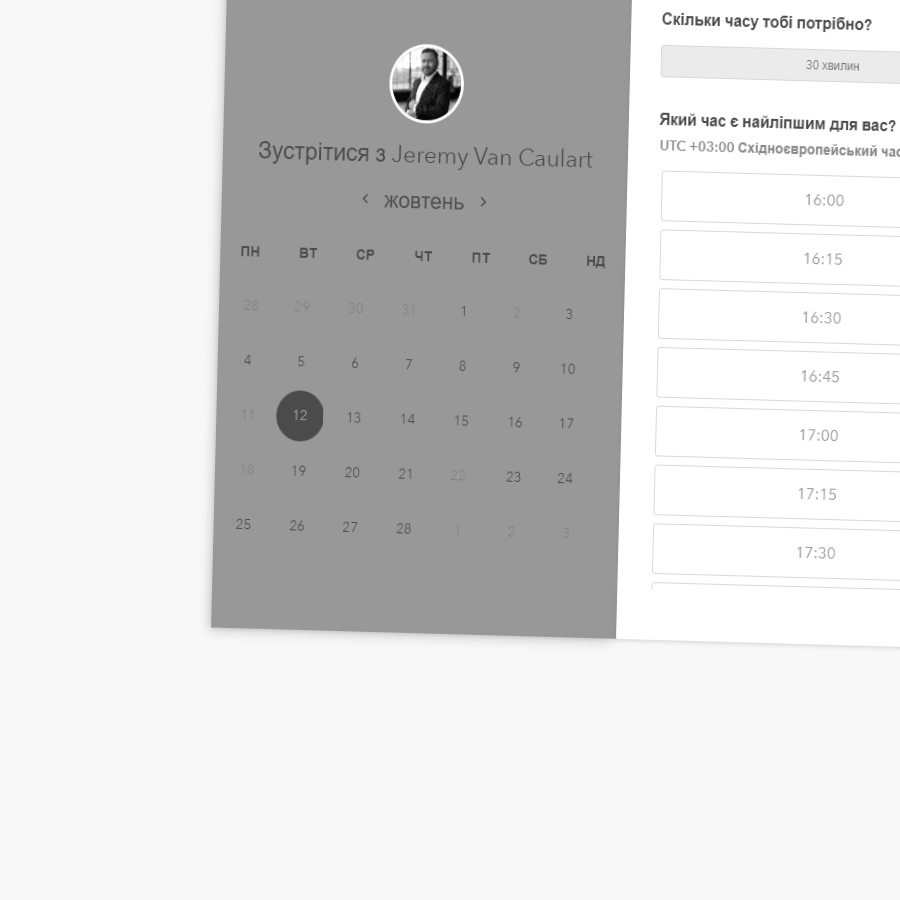 Зустрітися з Jeremy Van Caulart
‹ жовтень ›
ПН ВТ СР ЧТ ПТ СБ НД
28 29 30 31 1 2 3
4 5 6 7 8 9 10
11 12 13 14 15 16 17
18 19 20 21 22 23 24
25 26 27 28 1 2 3
Скільки часу тобі потрібно?
30 хвилин
Який час є найліпшим для вас?
UTC +03:00 Східноєвропейський час
16:00
16:15
16:30
16:45
17:00
17:15
17:30